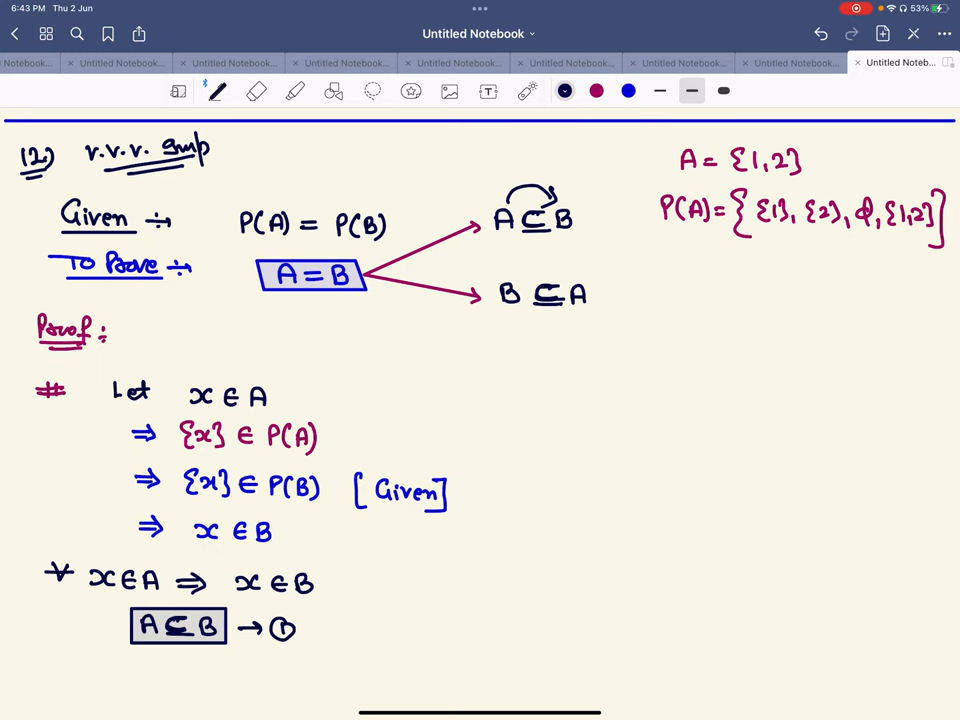 6:43 PM Thu 2 Jun
53%
Untitled Notebook
Notebook... × Untitled Notebook... × Untitled Notebook... × Untitled Notebook... × Untitled Notebook... × Untitled Notebook... × Untitled Notebook... × Untitled Notebook... × Untitled Noteb...
12) v.v.v. Imp
A = {1,2}
P(A) = { {1}, {2}, φ, {1,2} }
Given ÷ P(A) = P(B)
A ⊆ B
To Prove ÷ A = B
B ⊆ A
Proof :
# Let x ∈ A
⇒ {x} ∈ P(A)
⇒ {x} ∈ P(B) [Given]
⇒ x ∈ B
∀ x ∈ A ⇒ x ∈ B
A ⊆ B → ①